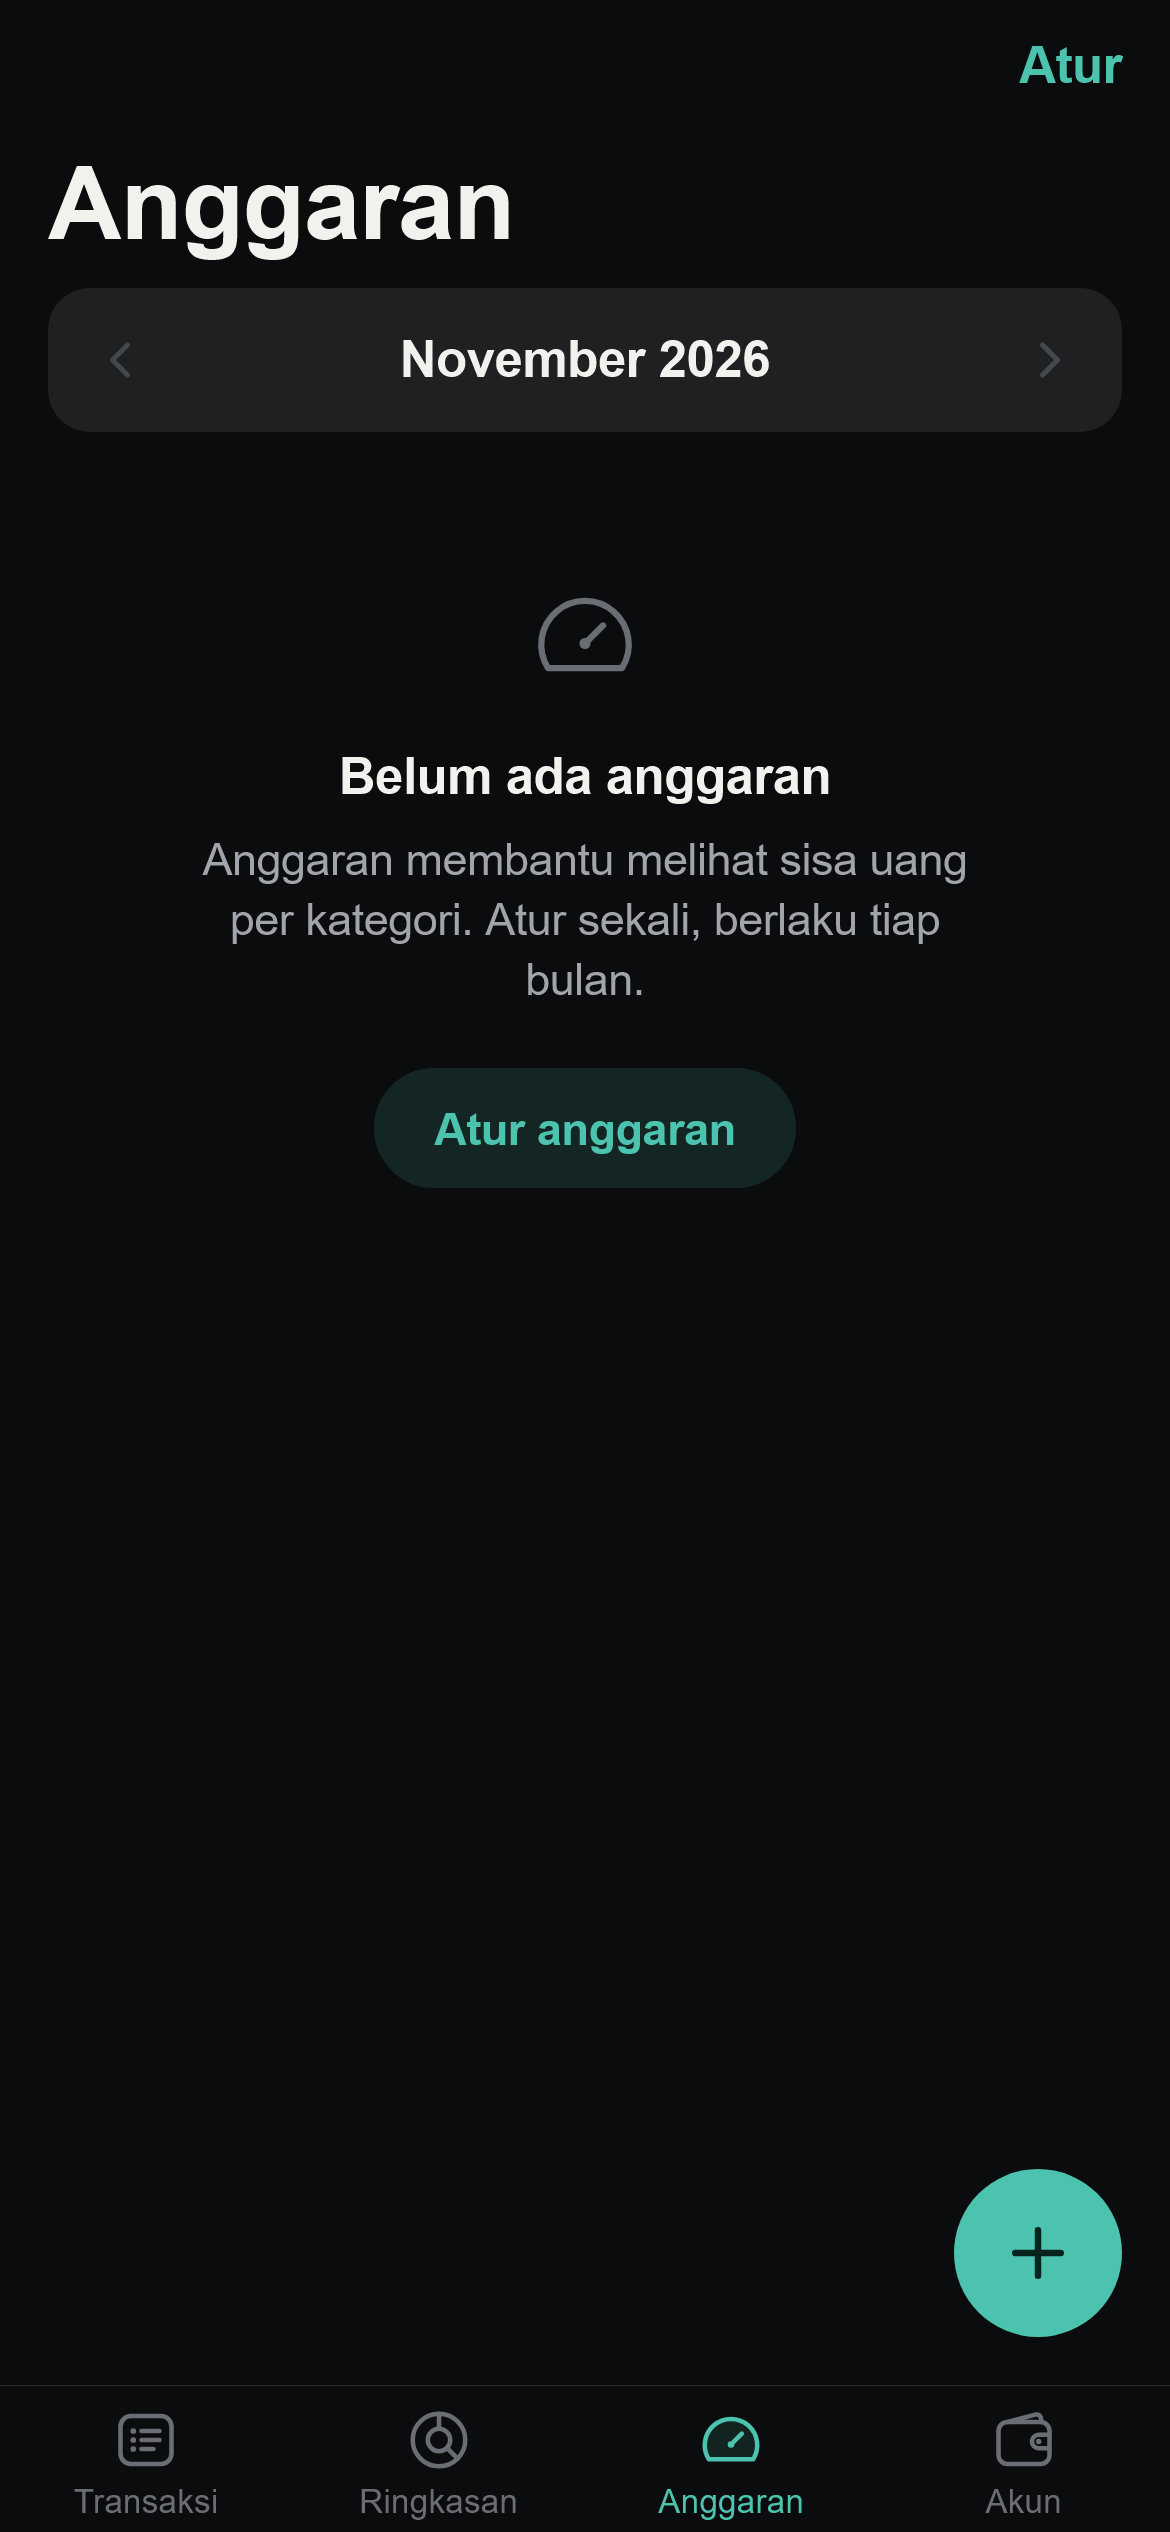 Atur
Anggaran
November 2026
Belum ada anggaran
Anggaran membantu melihat sisa uang
per kategori. Atur sekali, berlaku tiap
bulan.
Atur anggaran
Transaksi
Ringkasan
Anggaran
Akun